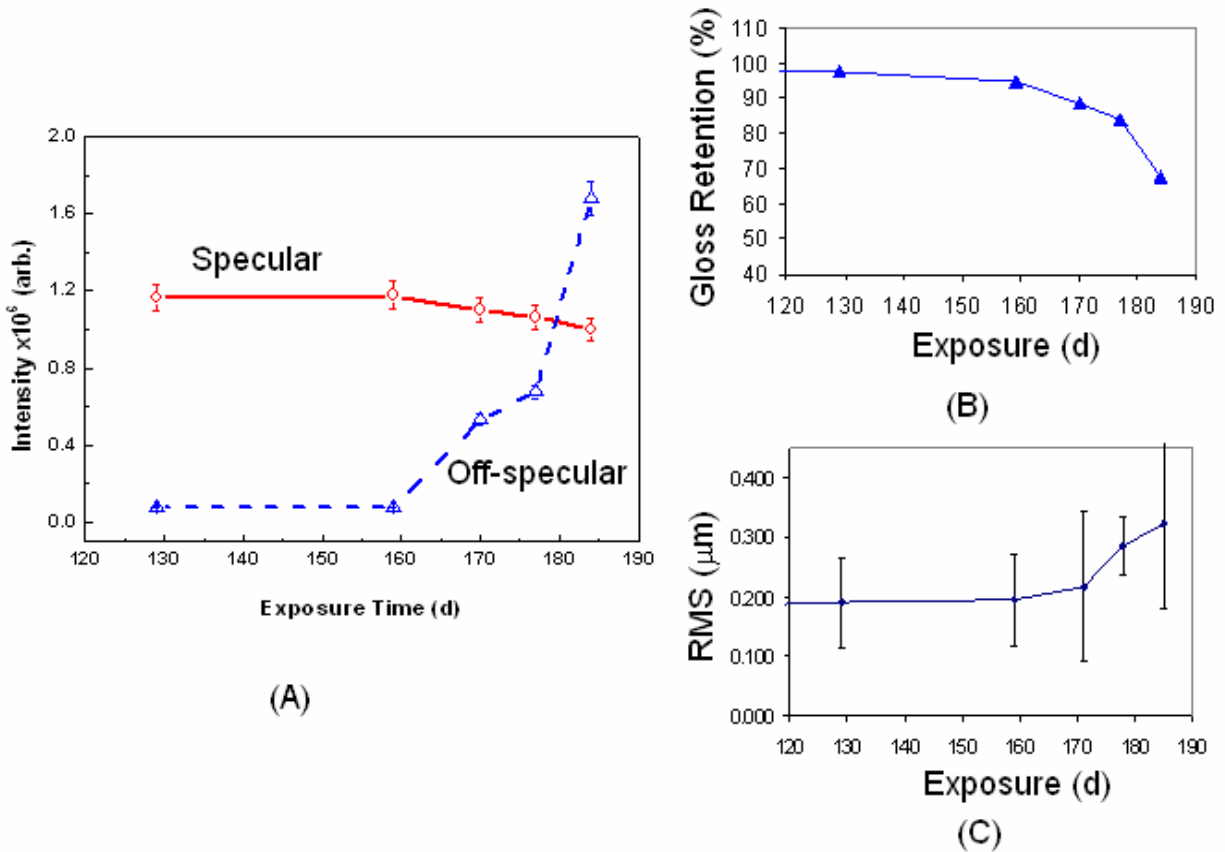 2.0
1.6
1.2
0.8
0.4
0.0
Intensity x10⁶ (arb.)
Specular
Off-specular
120 130 140 150 160 170 180 190
Exposure Time (d)
(A)
110
100
90
80
70
60
50
40
Gloss Retention (%)
120 130 140 150 160 170 180 190
Exposure (d)
(B)
0.400
0.300
0.200
0.100
0.000
RMS (μm)
120 130 140 150 160 170 180 190
Exposure (d)
(C)